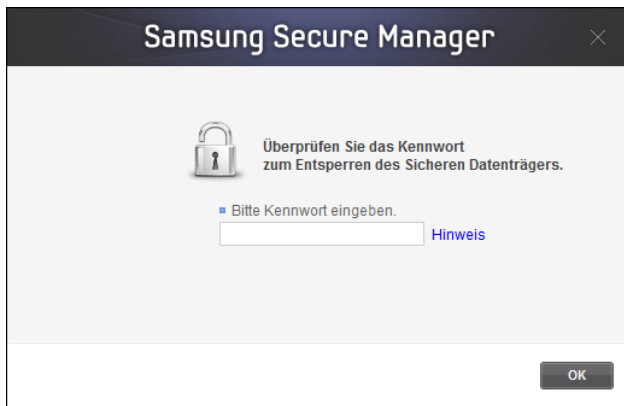 Samsung Secure Manager
Überprüfen Sie das Kennwort
zum Entsperren des Sicheren Datenträgers.
Bitte Kennwort eingeben.
Hinweis
OK